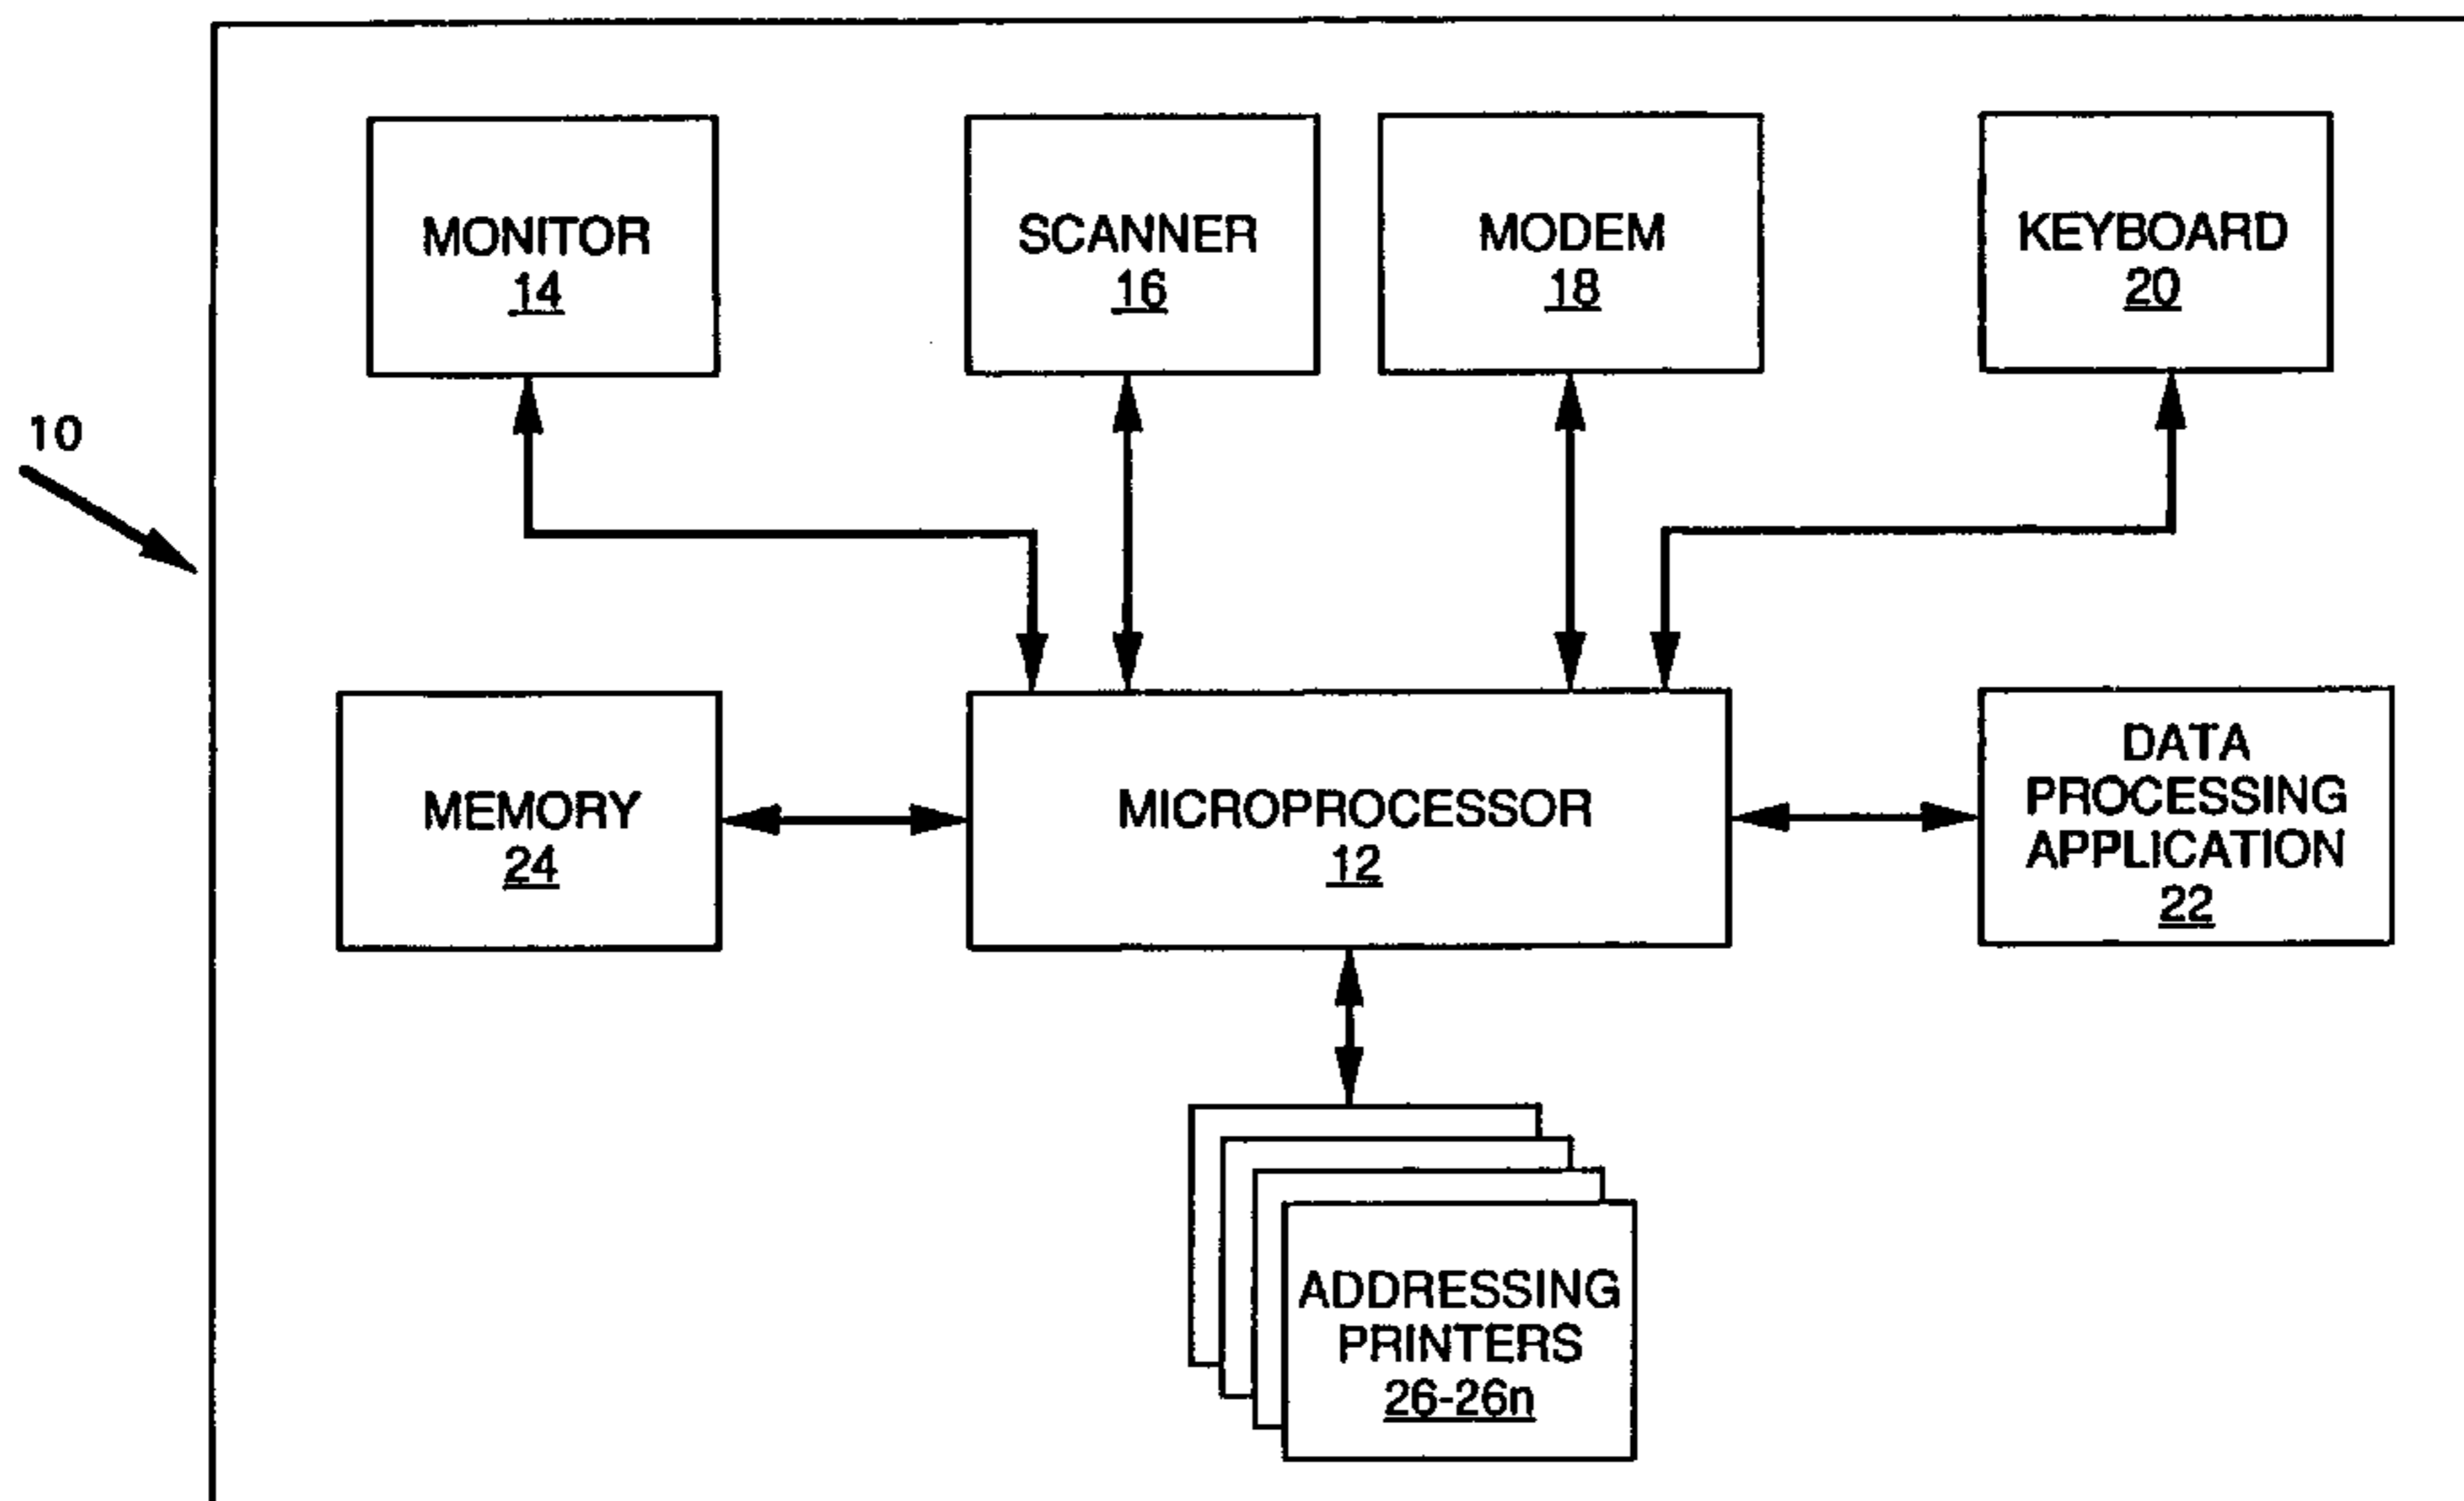 MONITOR
14
SCANNER
16
MODEM
18
KEYBOARD
20
10
MEMORY
24
MICROPROCESSOR
12
DATA
PROCESSING
APPLICATION
22
ADDRESSING
PRINTERS
26-26n